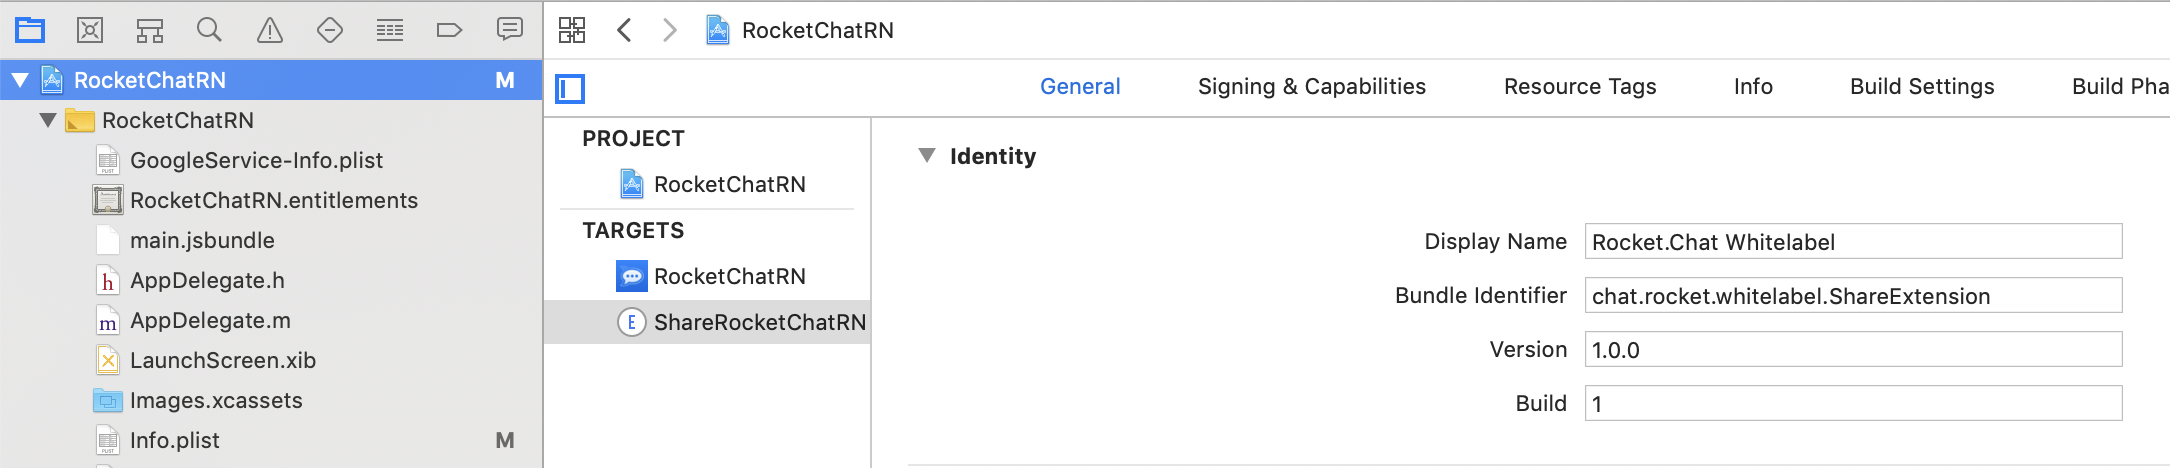 RocketChatRN
RocketChatRN M
General Signing & Capabilities Resource Tags Info Build Settings Build Pha
RocketChatRN
GoogleService-Info.plist
RocketChatRN.entitlements
main.jsbundle
h AppDelegate.h
m AppDelegate.m
LaunchScreen.xib
Images.xcassets
PLIST Info.plist M
PROJECT
RocketChatRN
TARGETS
RocketChatRN
E ShareRocketChatRN
Identity
Display Name Rocket.Chat Whitelabel
Bundle Identifier chat.rocket.whitelabel.ShareExtension
Version 1.0.0
Build 1